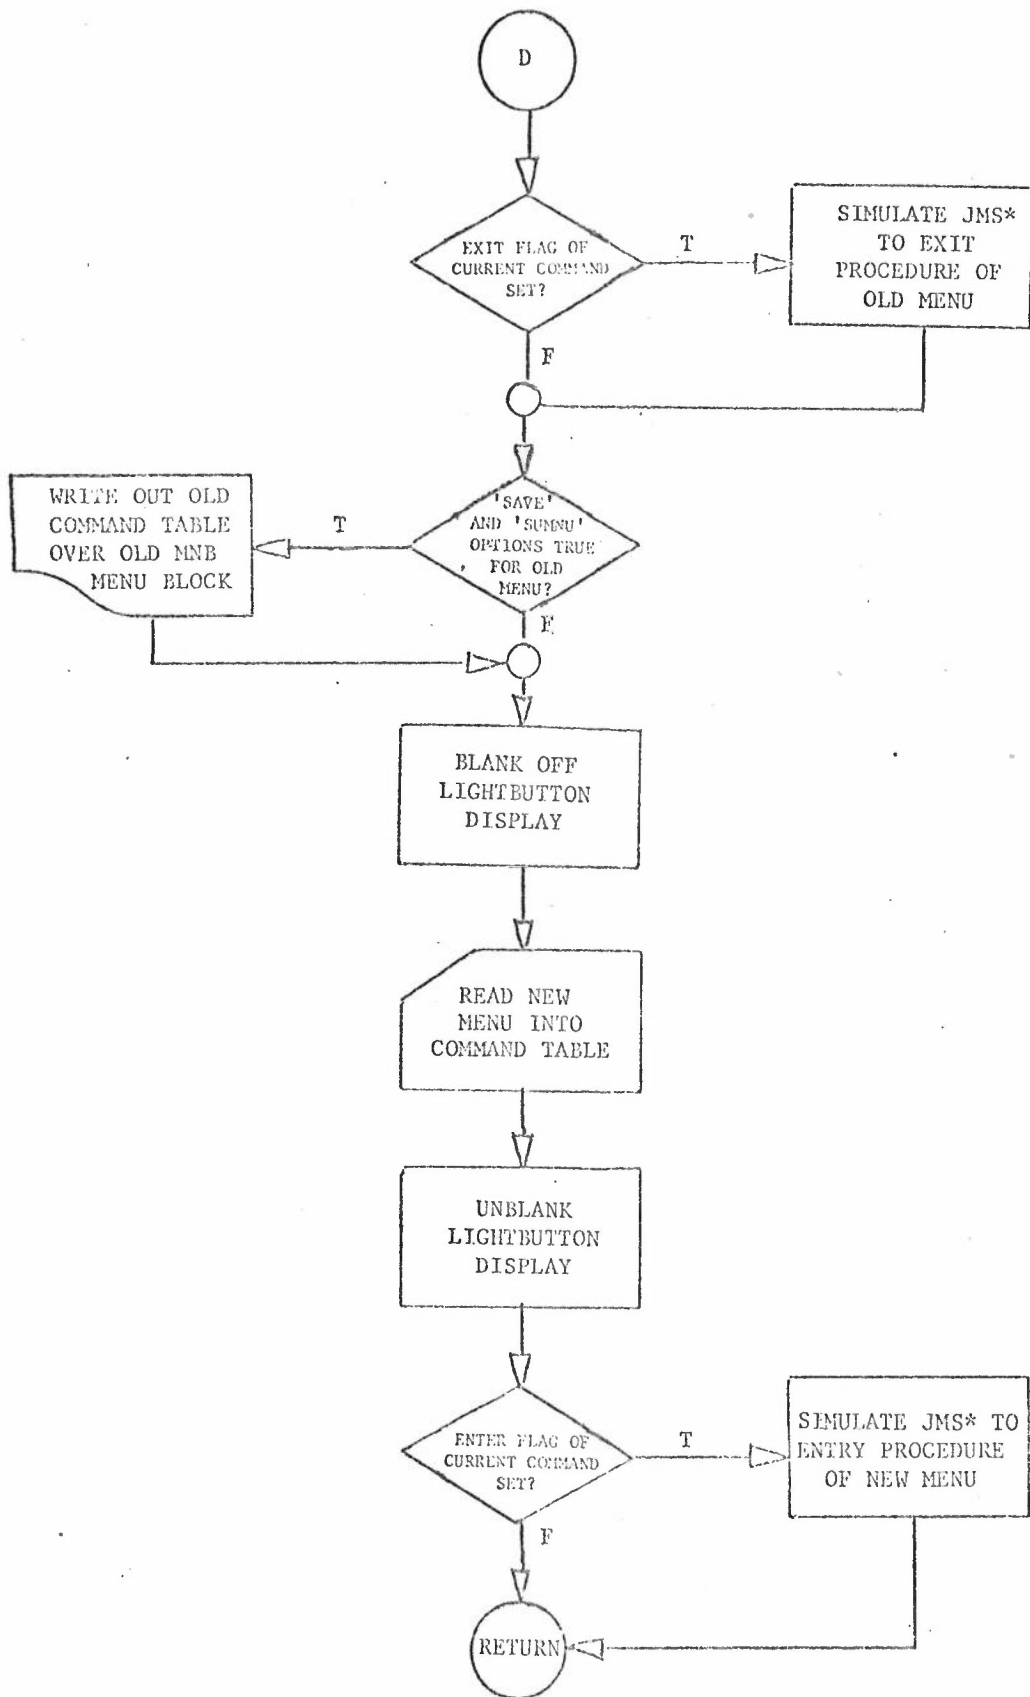 D
EXIT FLAG OF
CURRENT COMMAND
SET?
T
SIMULATE JMS*
TO EXIT
PROCEDURE OF
OLD MENU
F
'SAVE'
AND 'SUMNU'
OPTIONS TRUE
FOR OLD
MENU?
T
WRITE OUT OLD
COMMAND TABLE
OVER OLD MNB
MENU BLOCK
F
BLANK OFF
LIGHTBUTTON
DISPLAY
READ NEW
MENU INTO
COMMAND TABLE
UNBLANK
LIGHTBUTTON
DISPLAY
ENTER FLAG OF
CURRENT COMMAND
SET?
T
SIMULATE JMS* TO
ENTRY PROCEDURE
OF NEW MENU
F
RETURN